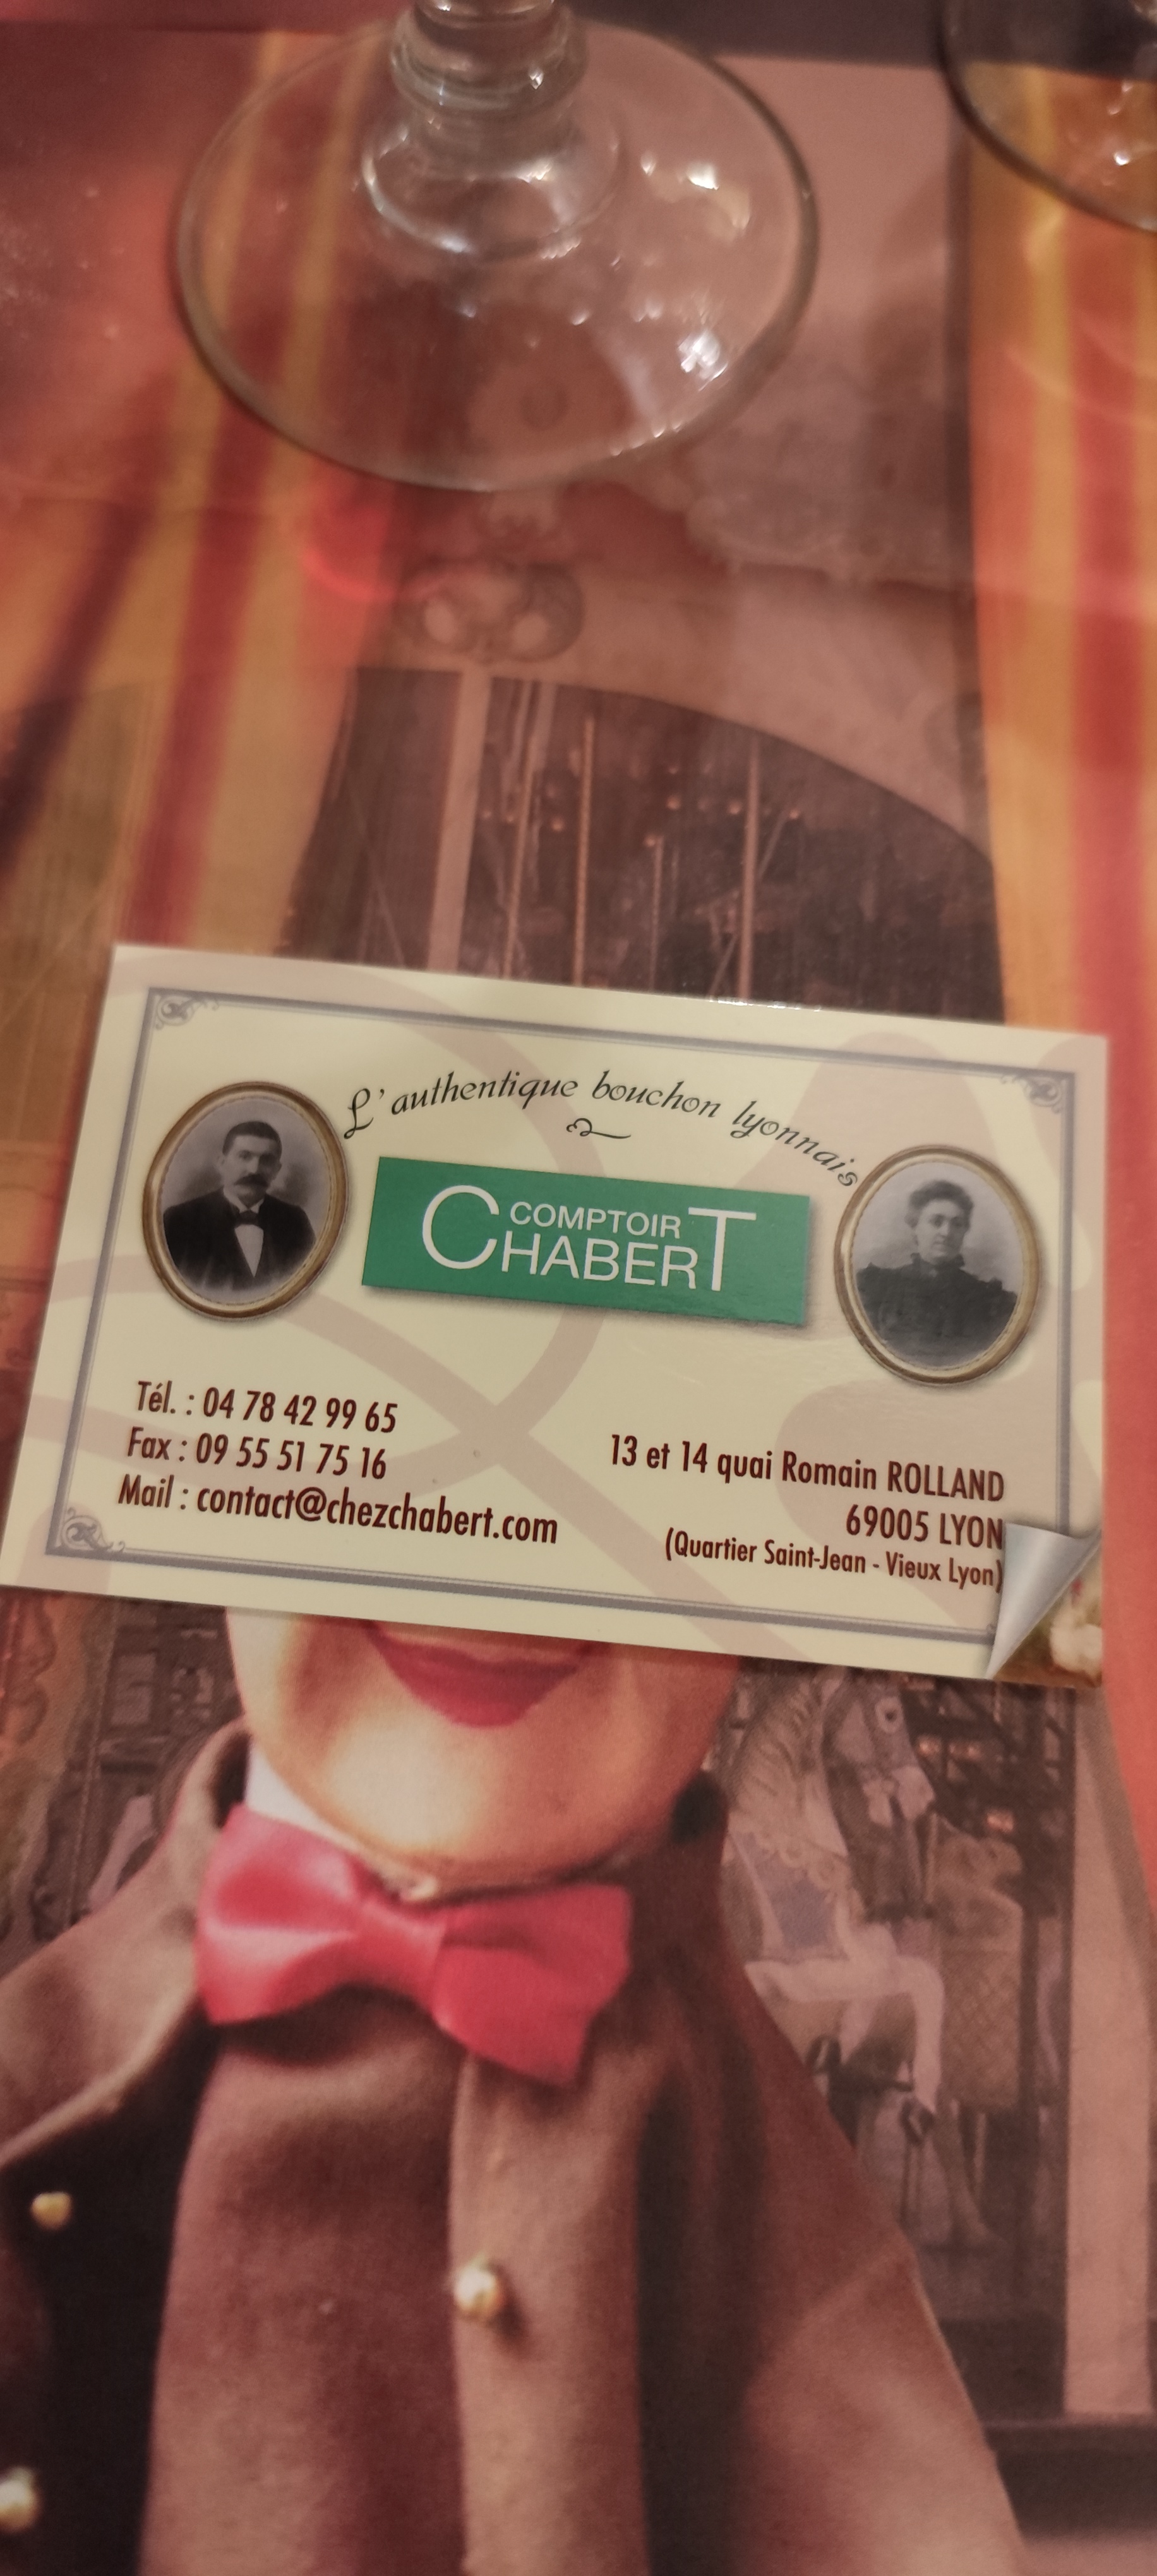 L'authentique bouchon lyonnais
COMPTOIR
CHABERT
Tél. : 04 78 42 99 65
Fax : 09 55 51 75 16
Mail : contact@chezchabert.com
13 et 14 quai Romain ROLLAND
69005 LYON
(Quartier Saint-Jean - Vieux Lyon)